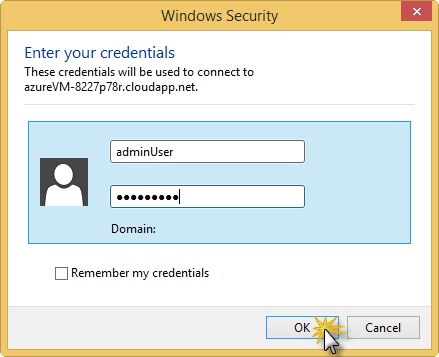 Windows Security
Enter your credentials
These credentials will be used to connect to
azureVM-8227p78r.cloudapp.net.
adminUser
●●●●●●●●●
Domain:
Remember my credentials
OK
Cancel